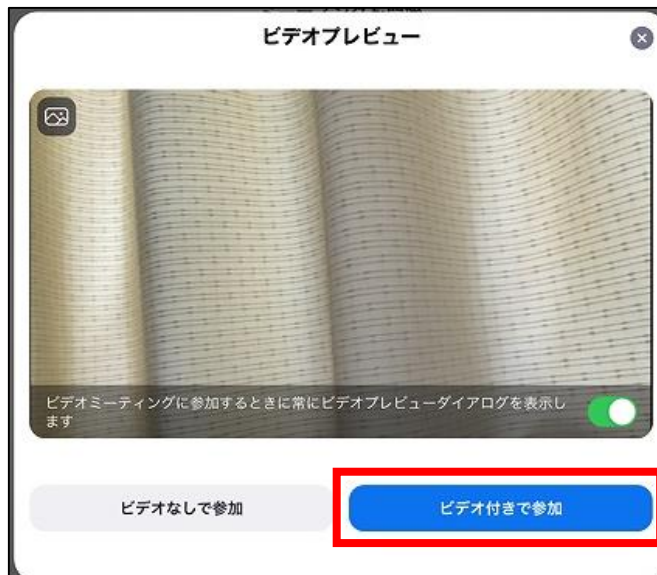 ビデオプレビュー
ビデオミーティングに参加するときに常にビデオプレビューダイアログを表示し
ます
ビデオなしで参加
ビデオ付きで参加